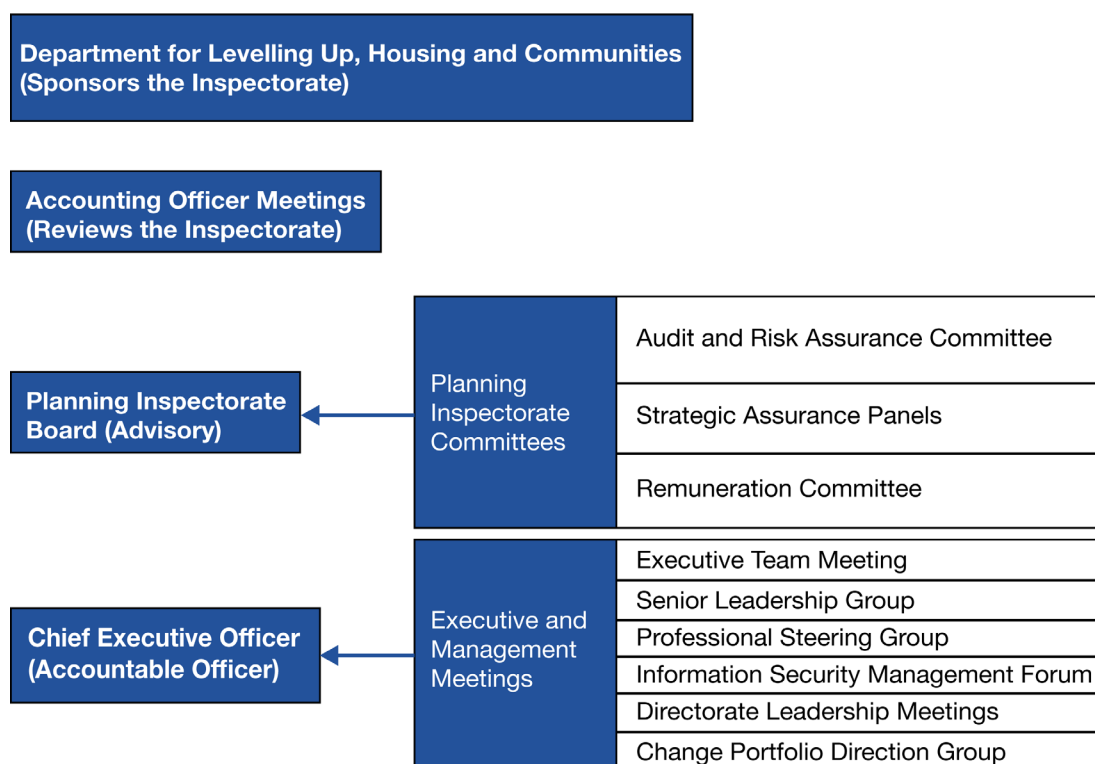 Department for Levelling Up, Housing and Communities
(Sponsors the Inspectorate)
Accounting Officer Meetings
(Reviews the Inspectorate)
Planning Inspectorate
Board (Advisory)
Planning
Inspectorate
Committees
Audit and Risk Assurance Committee
Strategic Assurance Panels
Remuneration Committee
Chief Executive Officer
(Accountable Officer)
Executive and
Management
Meetings
Executive Team Meeting
Senior Leadership Group
Professional Steering Group
Information Security Management Forum
Directorate Leadership Meetings
Change Portfolio Direction Group